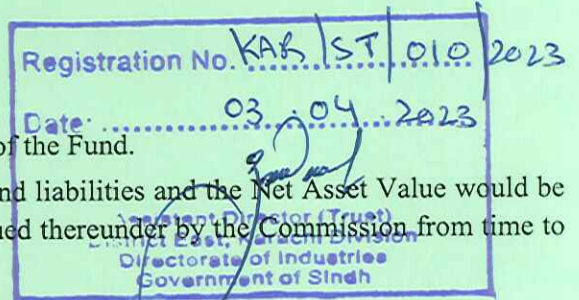 Registration No. KAR/ST/010/2023
Date: 03.04.2023
of the Fund.
nd liabilities and the Net Asset Value would be
ued thereunder by the Commission from time to
Assistant Director (Trust)
District East, Karachi Division
Directorate of Industries
Government of Sindh